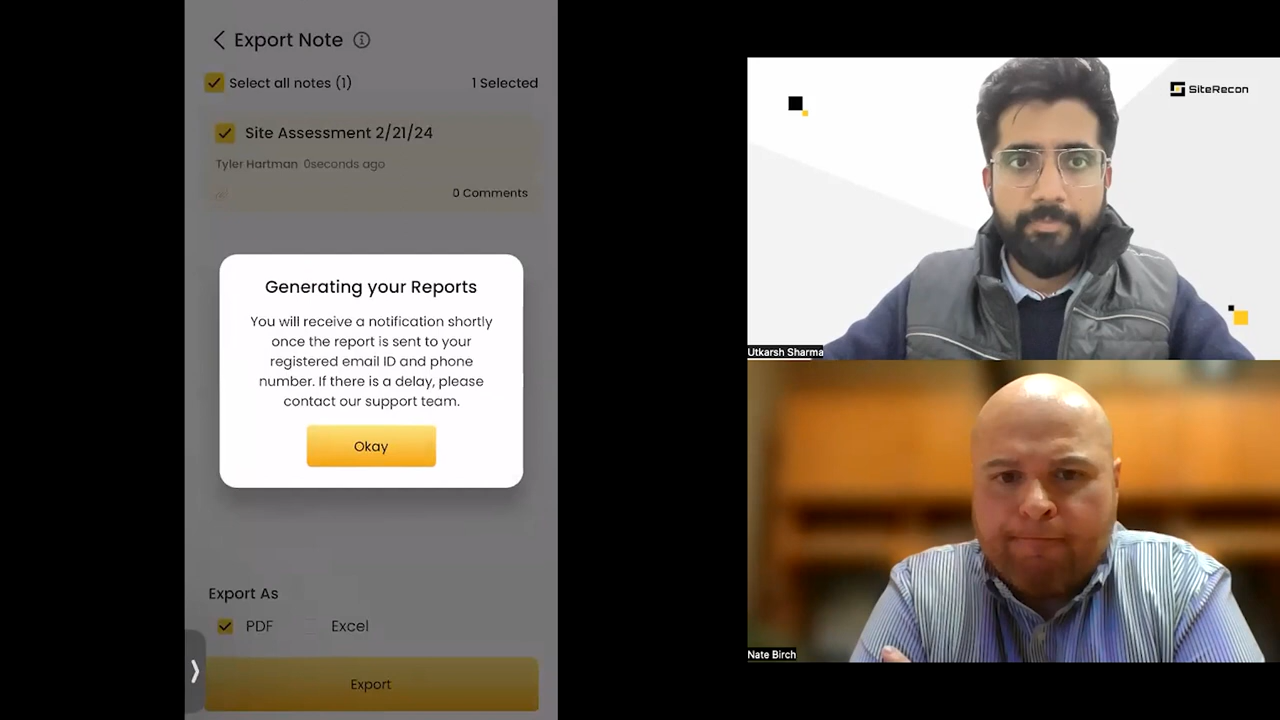 Export Note
Select all notes (1)
1 Selected
Site Assessment 2/21/24
Tyler Hartman 0seconds ago
0 Comments
Generating your Reports
You will receive a notification shortly
once the report is sent to your
registered email ID and phone
number. If there is a delay, please
contact our support team.
Okay
Export As
PDF
Excel
Export
SiteRecon
Utkarsh Sharma
Nate Birch